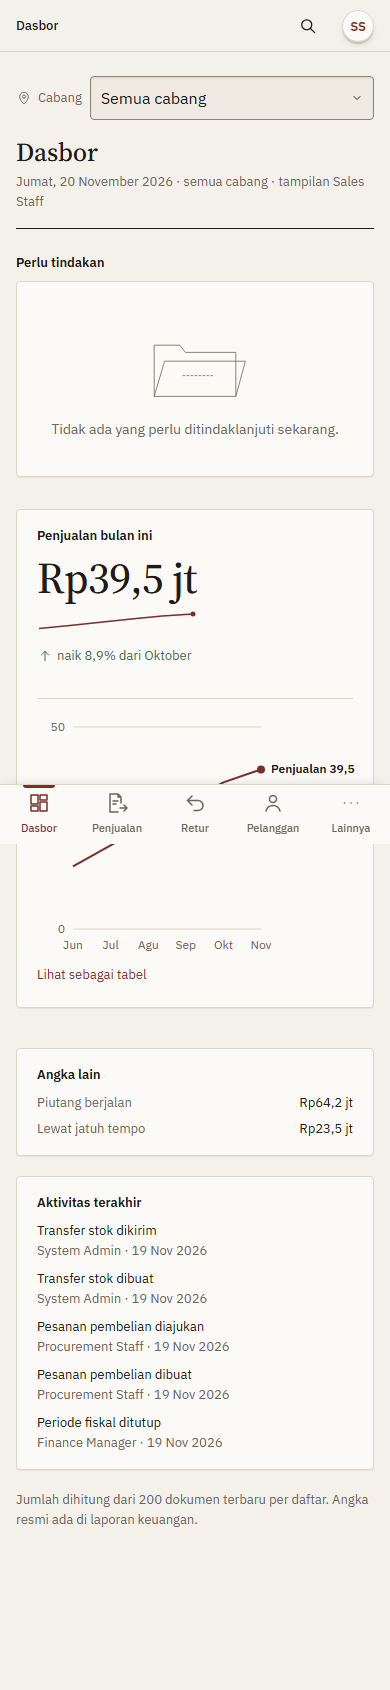 Dasbor
SS
Cabang
Semua cabang
Dasbor
Jumat, 20 November 2026 · semua cabang · tampilan Sales
Staff
Perlu tindakan
Tidak ada yang perlu ditindaklanjuti sekarang.
Penjualan bulan ini
Rp39,5 jt
naik 8,9% dari Oktober
50
Penjualan 39,5
Dasbor
Penjualan
Retur
Pelanggan
Lainnya
0
Jun Jul Agu Sep Okt Nov
Lihat sebagai tabel
Angka lain
Piutang berjalan Rp64,2 jt
Lewat jatuh tempo Rp23,5 jt
Aktivitas terakhir
Transfer stok dikirim
System Admin · 19 Nov 2026
Transfer stok dibuat
System Admin · 19 Nov 2026
Pesanan pembelian diajukan
Procurement Staff · 19 Nov 2026
Pesanan pembelian dibuat
Procurement Staff · 19 Nov 2026
Periode fiskal ditutup
Finance Manager · 19 Nov 2026
Jumlah dihitung dari 200 dokumen terbaru per daftar. Angka
resmi ada di laporan keuangan.